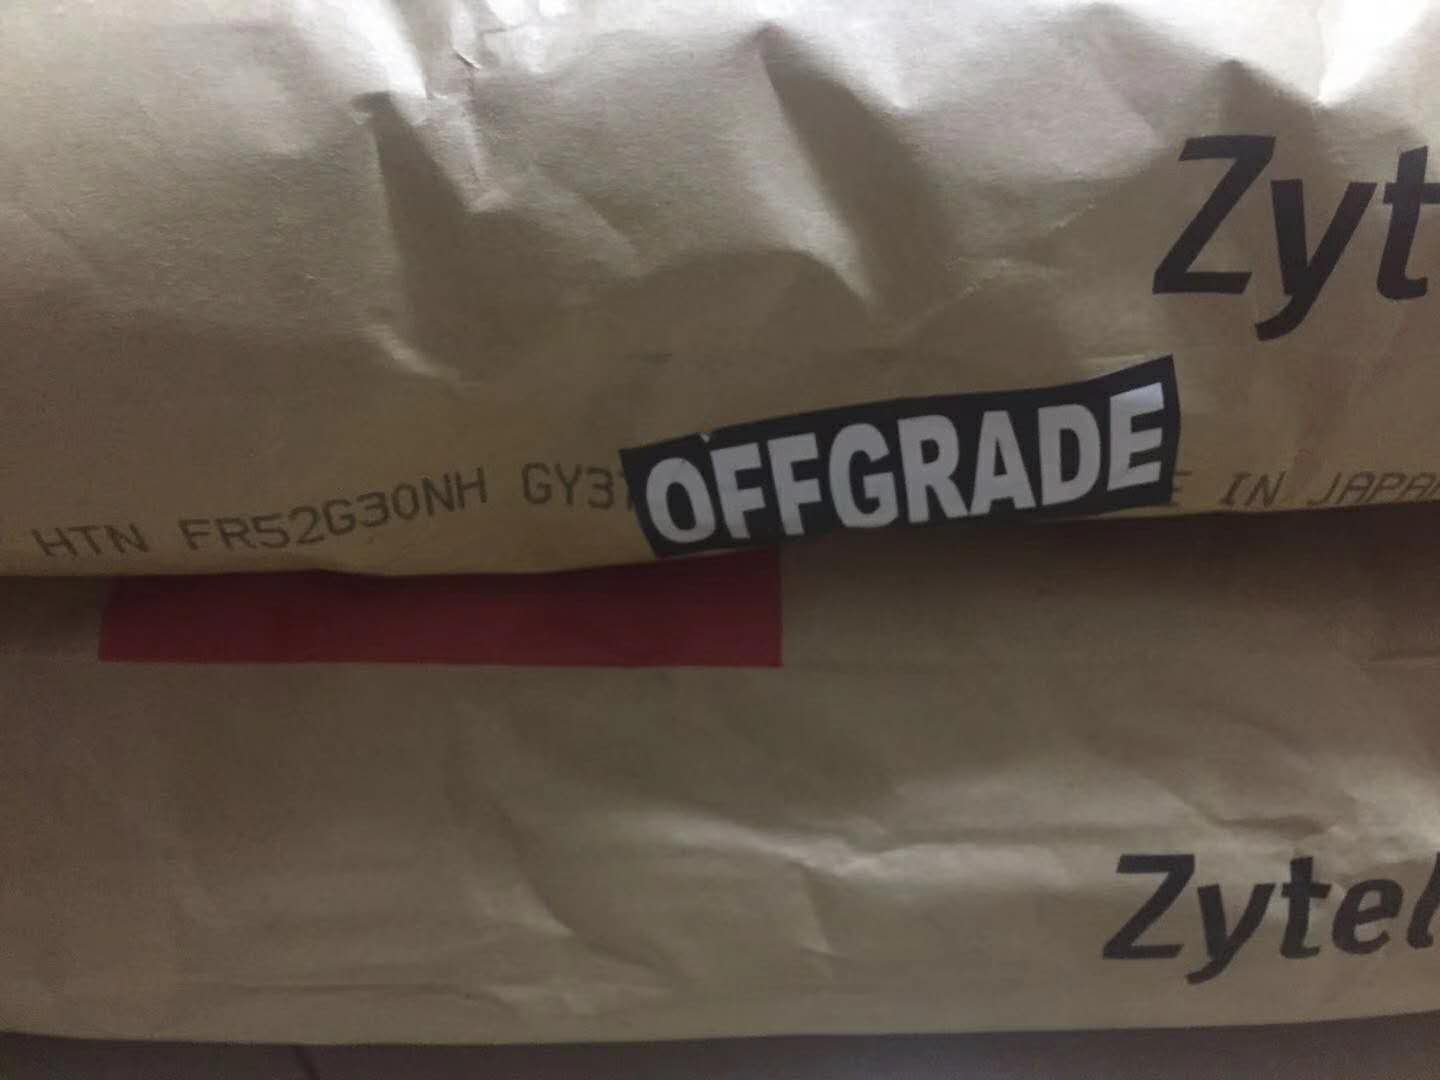 Zyt
HTN FR52G30NH GY3
OFFGRADE
E IN JAPA
Zytel